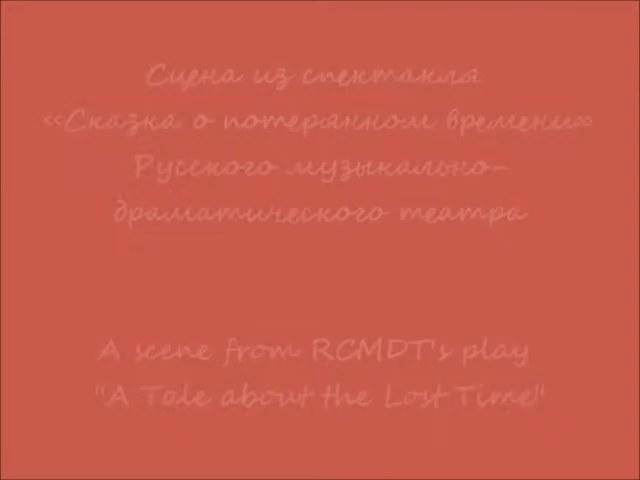 Сцена из спектакля
«Сказка о потерянном времени»
Русского музыкально-
драматического театра
A scene from RCMDT's play
"A Tale about the Lost Time"